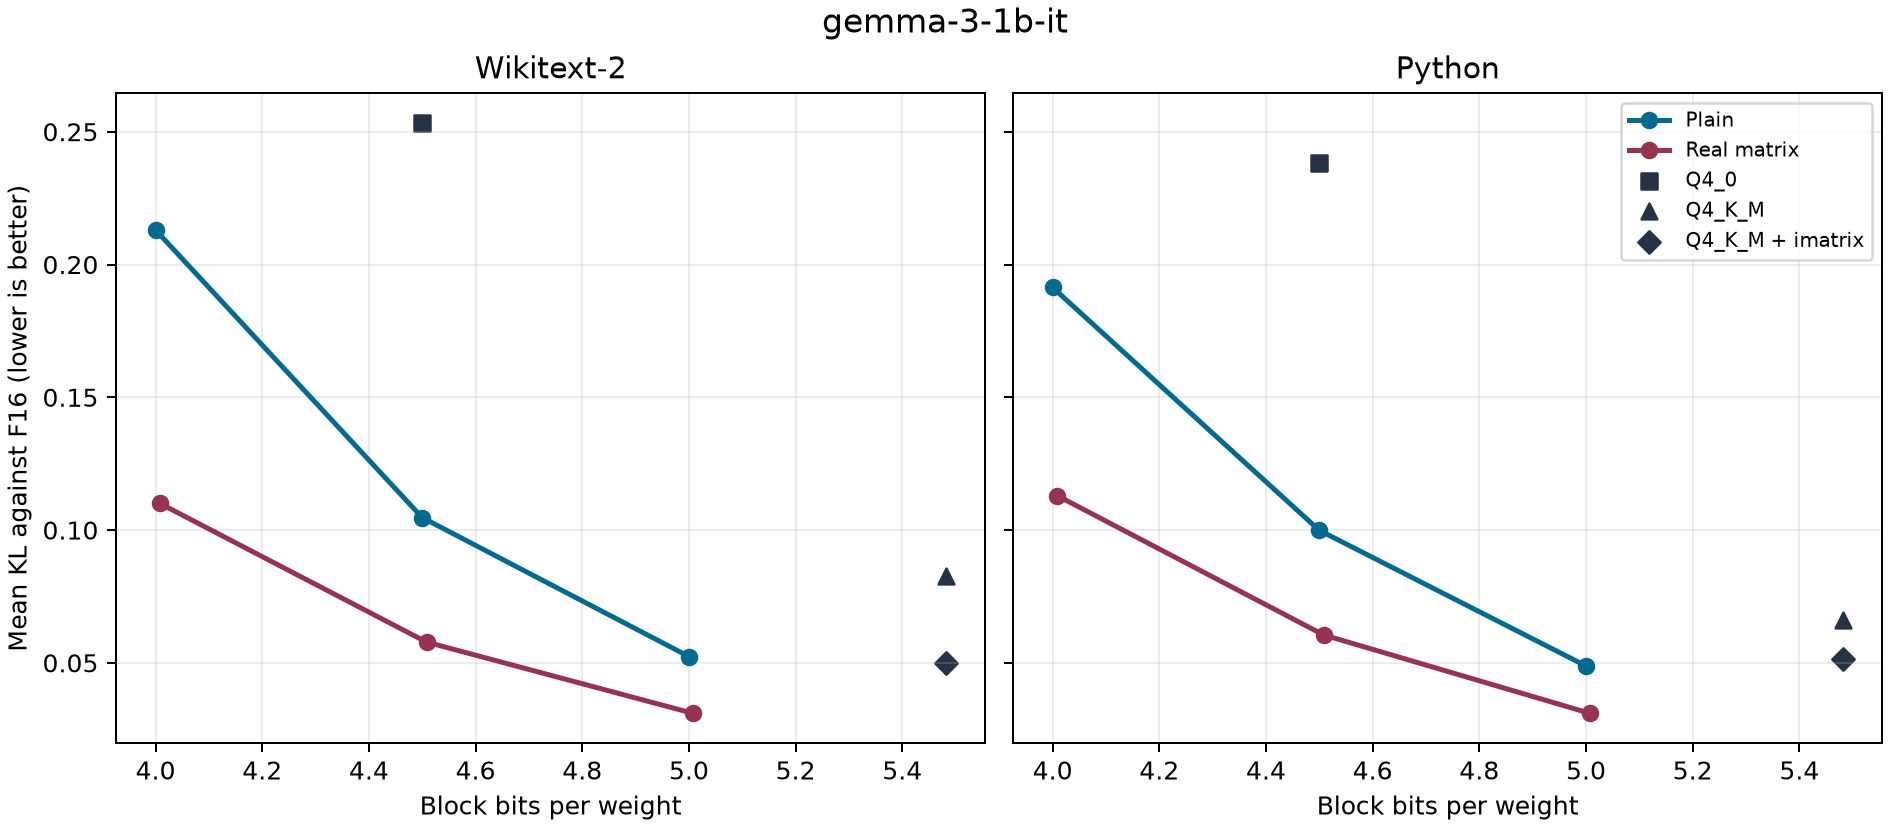 gemma-3-1b-it
Wikitext-2
Mean KL against F16 (lower is better)
0.25
0.20
0.15
0.10
0.05
4.0 4.2 4.4 4.6 4.8 5.0 5.2 5.4
Block bits per weight
Python
Plain
Real matrix
Q4_0
Q4_K_M
Q4_K_M + imatrix
4.0 4.2 4.4 4.6 4.8 5.0 5.2 5.4
Block bits per weight